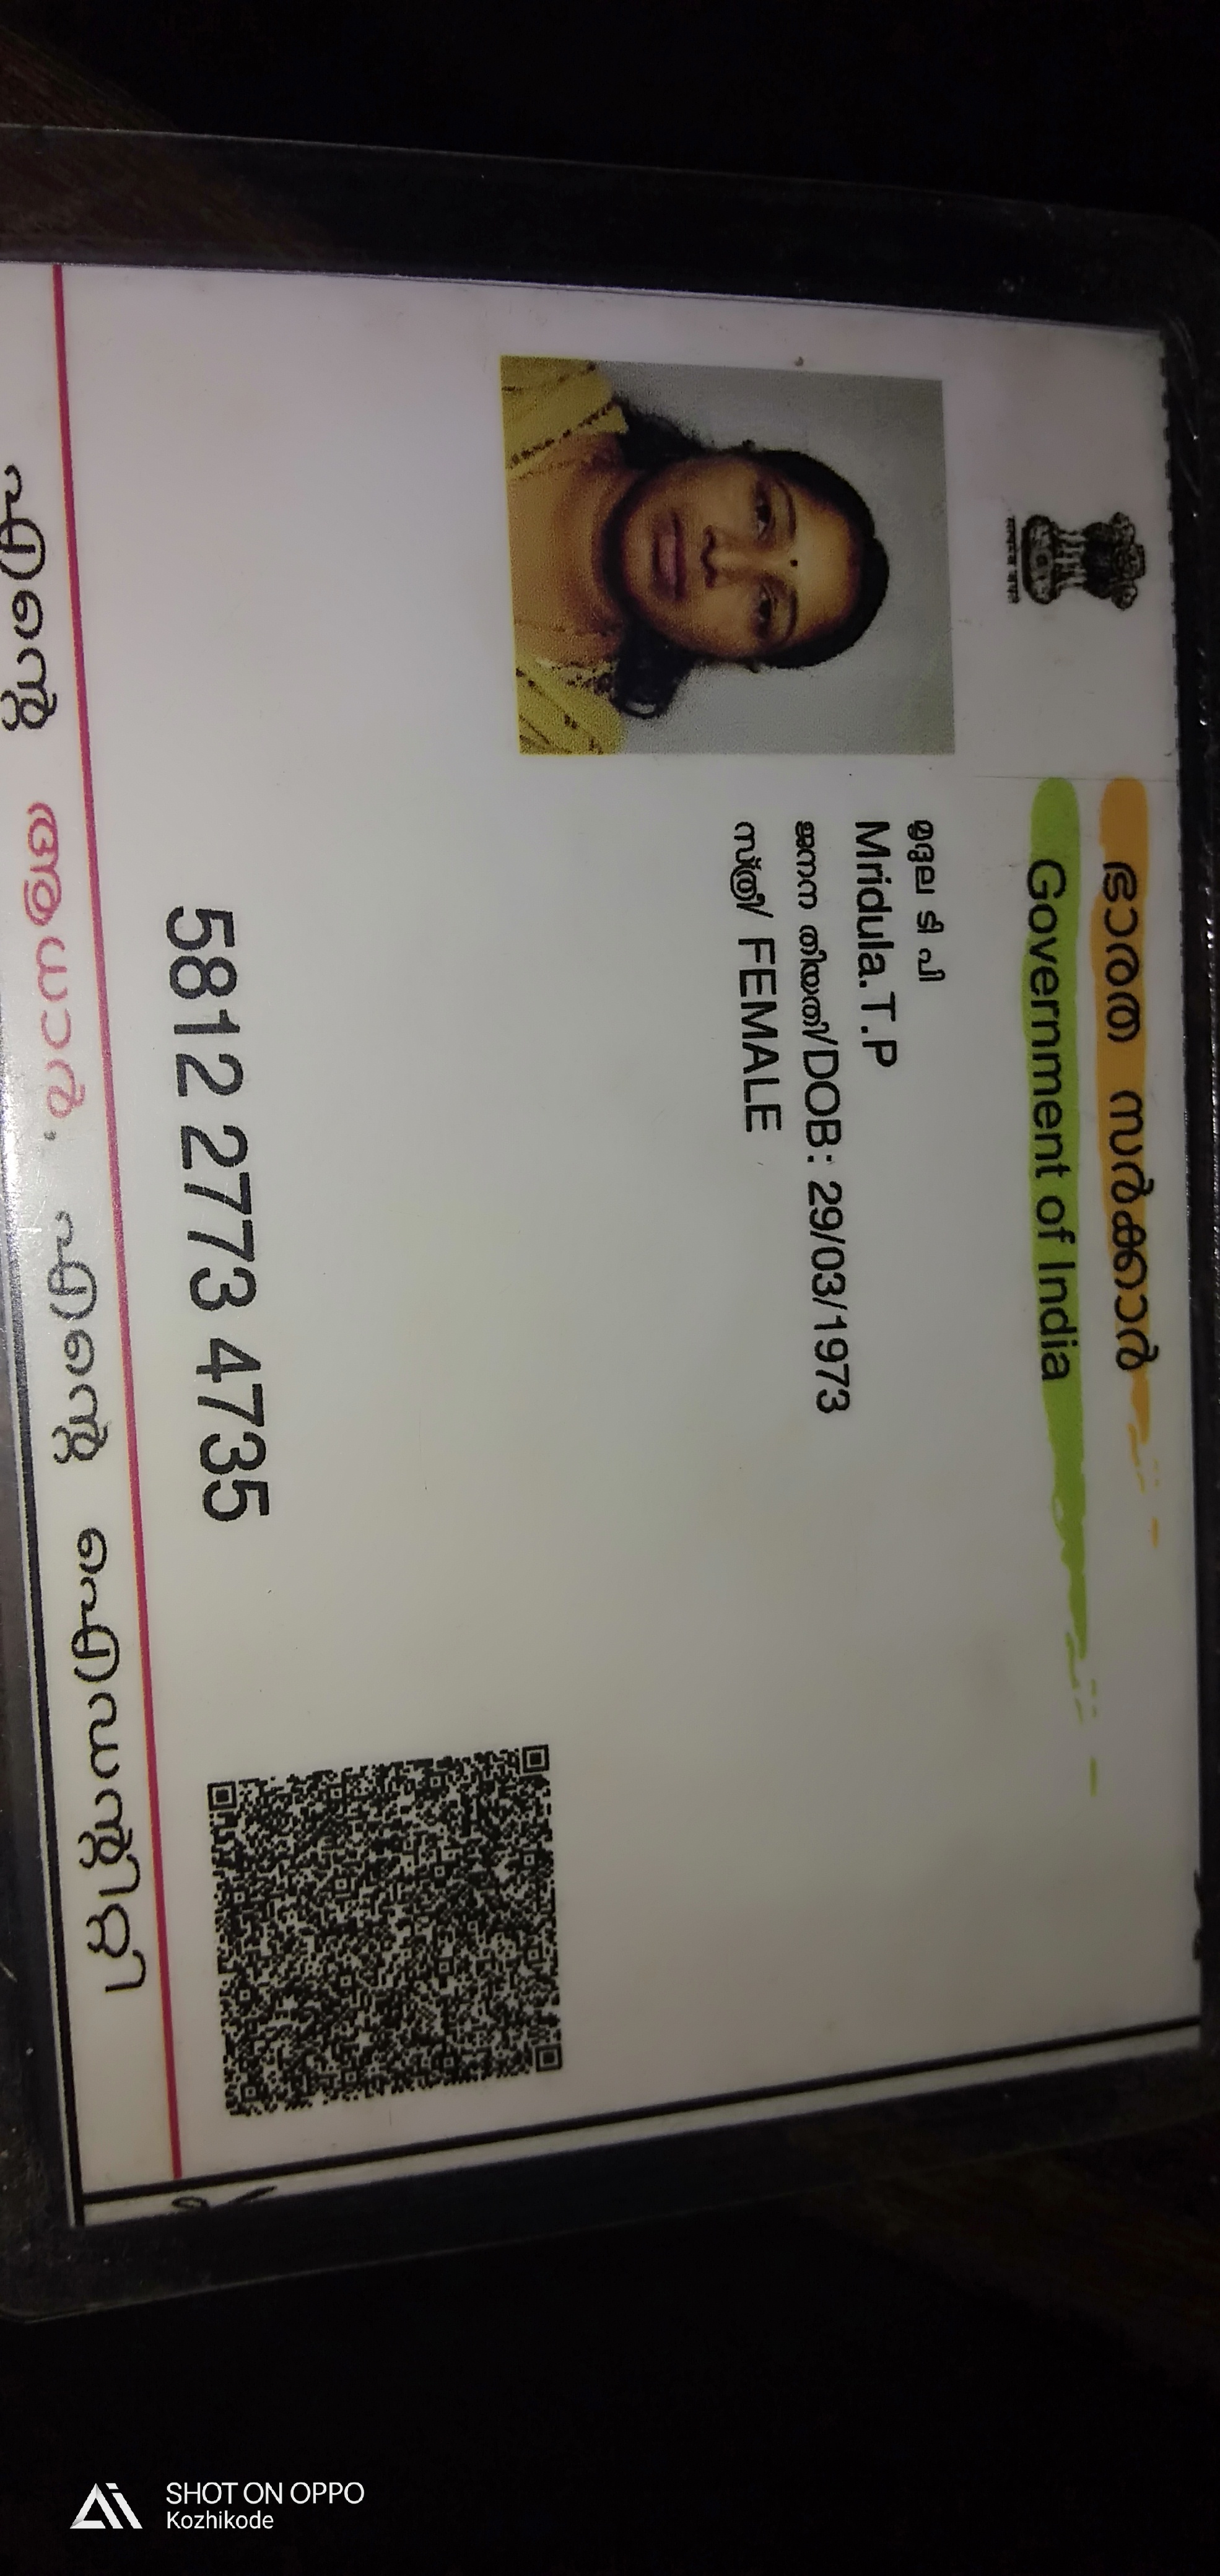 ഭാരത സർക്കാർ
Government of India
മൃദുല ടി പി
Mridula.T.P
ജനന തിയതി/DOB: 29/03/1973
സ്ത്രീ/ FEMALE
5812 2773 4735
എന്റെ ആധാർ, എന്റെ ഐഡന്റിറ്റി
SHOT ON OPPO
Kozhikode